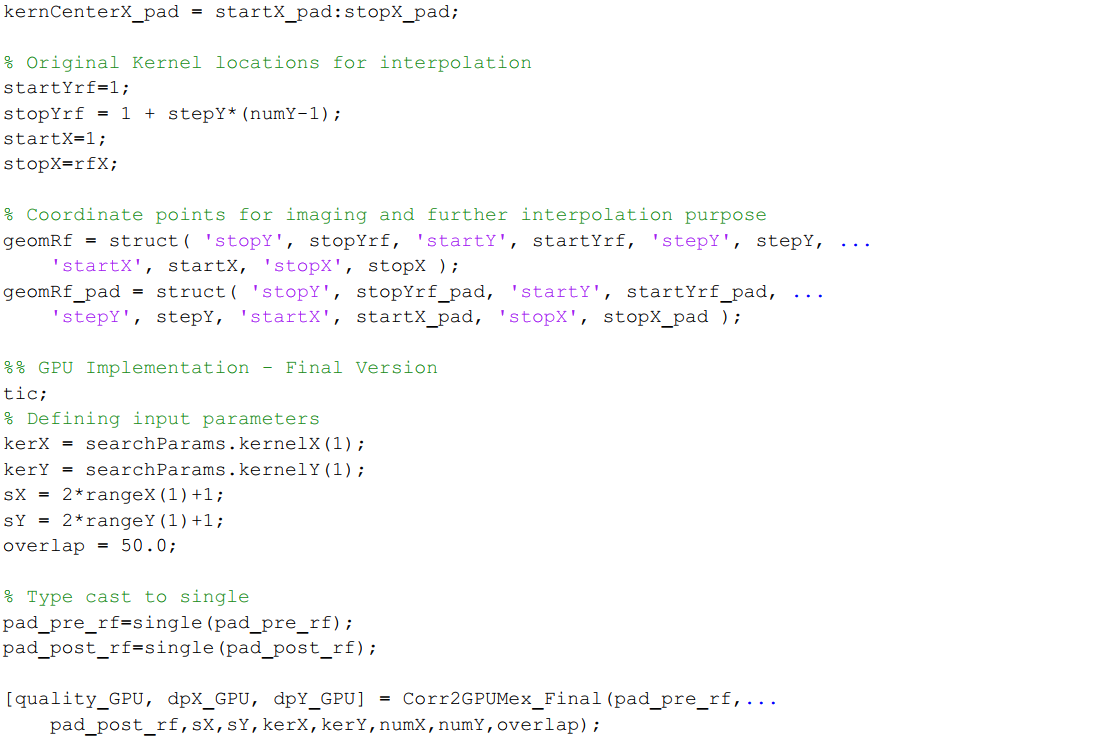 kernCenterX_pad = startX_pad:stopX_pad;
% Original Kernel locations for interpolation
startYrf=1;
stopYrf = 1 + stepY*(numY-1);
startX=1;
stopX=rfX;
% Coordinate points for imaging and further interpolation purpose
geomRf = struct( 'stopY', stopYrf, 'startY', startYrf, 'stepY', stepY, ...
    'startX', startX, 'stopX', stopX );
geomRf_pad = struct( 'stopY', stopYrf_pad, 'startY', startYrf_pad, ...
    'stepY', stepY, 'startX', startX_pad, 'stopX', stopX_pad );
%% GPU Implementation - Final Version
tic;
% Defining input parameters
kerX = searchParams.kernelX(1);
kerY = searchParams.kernelY(1);
sX = 2*rangeX(1)+1;
sY = 2*rangeY(1)+1;
overlap = 50.0;
% Type cast to single
pad_pre_rf=single(pad_pre_rf);
pad_post_rf=single(pad_post_rf);
[quality_GPU, dpX_GPU, dpY_GPU] = Corr2GPUMex_Final(pad_pre_rf,...
    pad_post_rf,sX,sY,kerX,kerY,numX,numY,overlap);